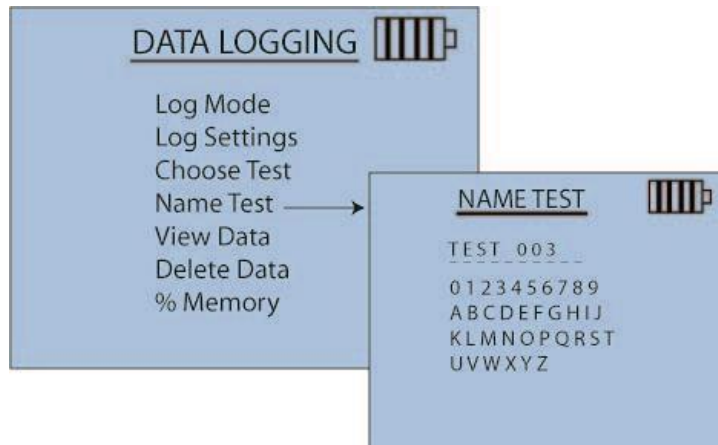 DATA LOGGING
Log Mode
Log Settings
Choose Test
Name Test
View Data
Delete Data
% Memory
NAME TEST
TEST 003
0123456789
ABCDEFGHIJ
KLMNOPQRST
UVWXYZ